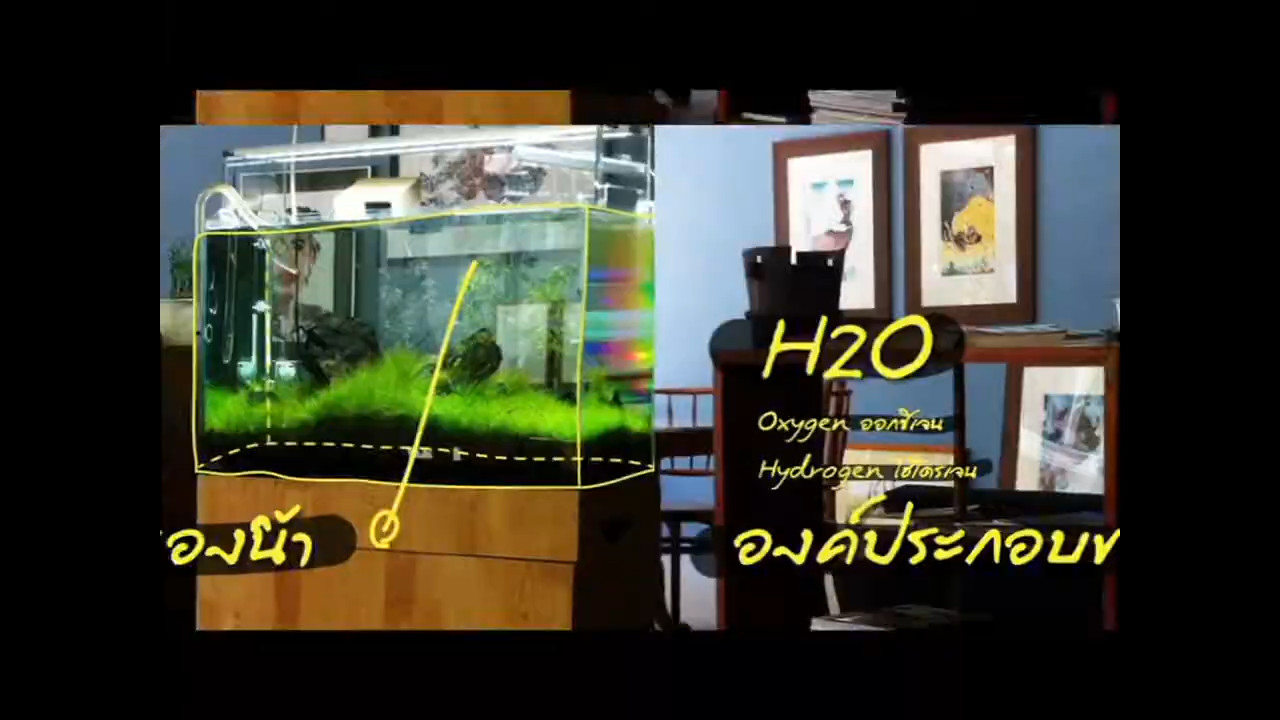 H2O
Oxygen ออกซิเจน
Hydrogen ไฮโดรเจน
องน้ำ
องค์ประกอบข